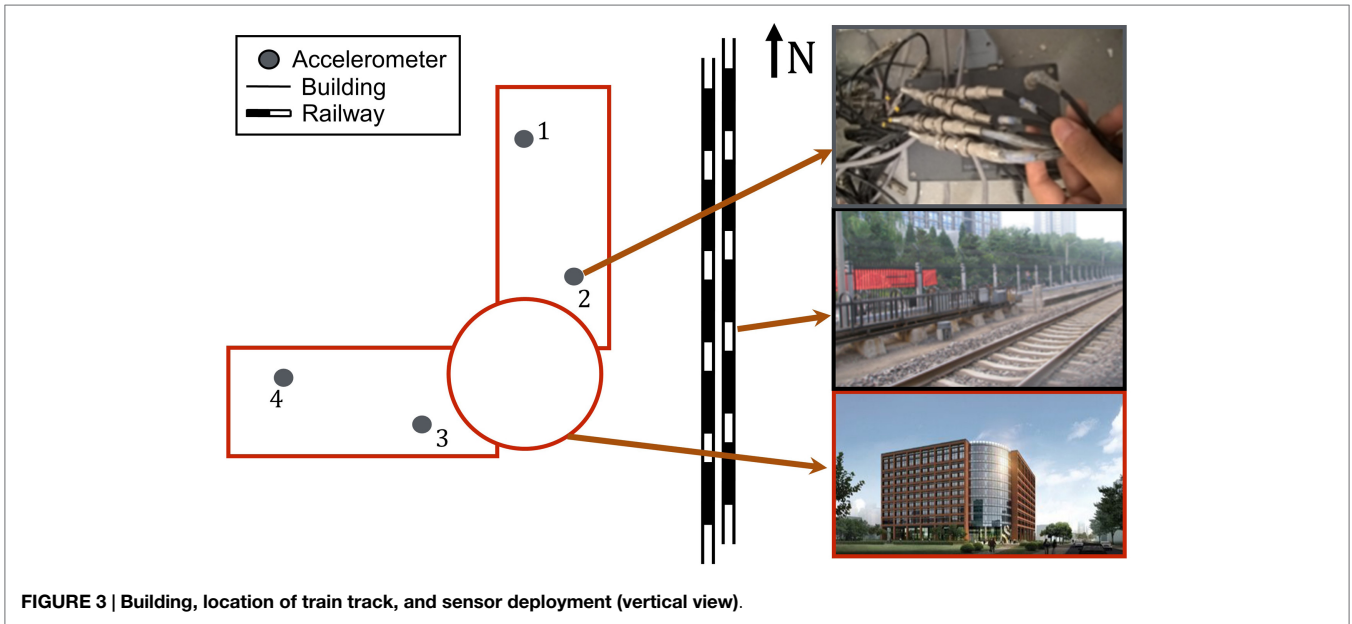 Accelerometer
Building
Railway
N
1
2
3
4
FIGURE 3 | Building, location of train track, and sensor deployment (vertical view).